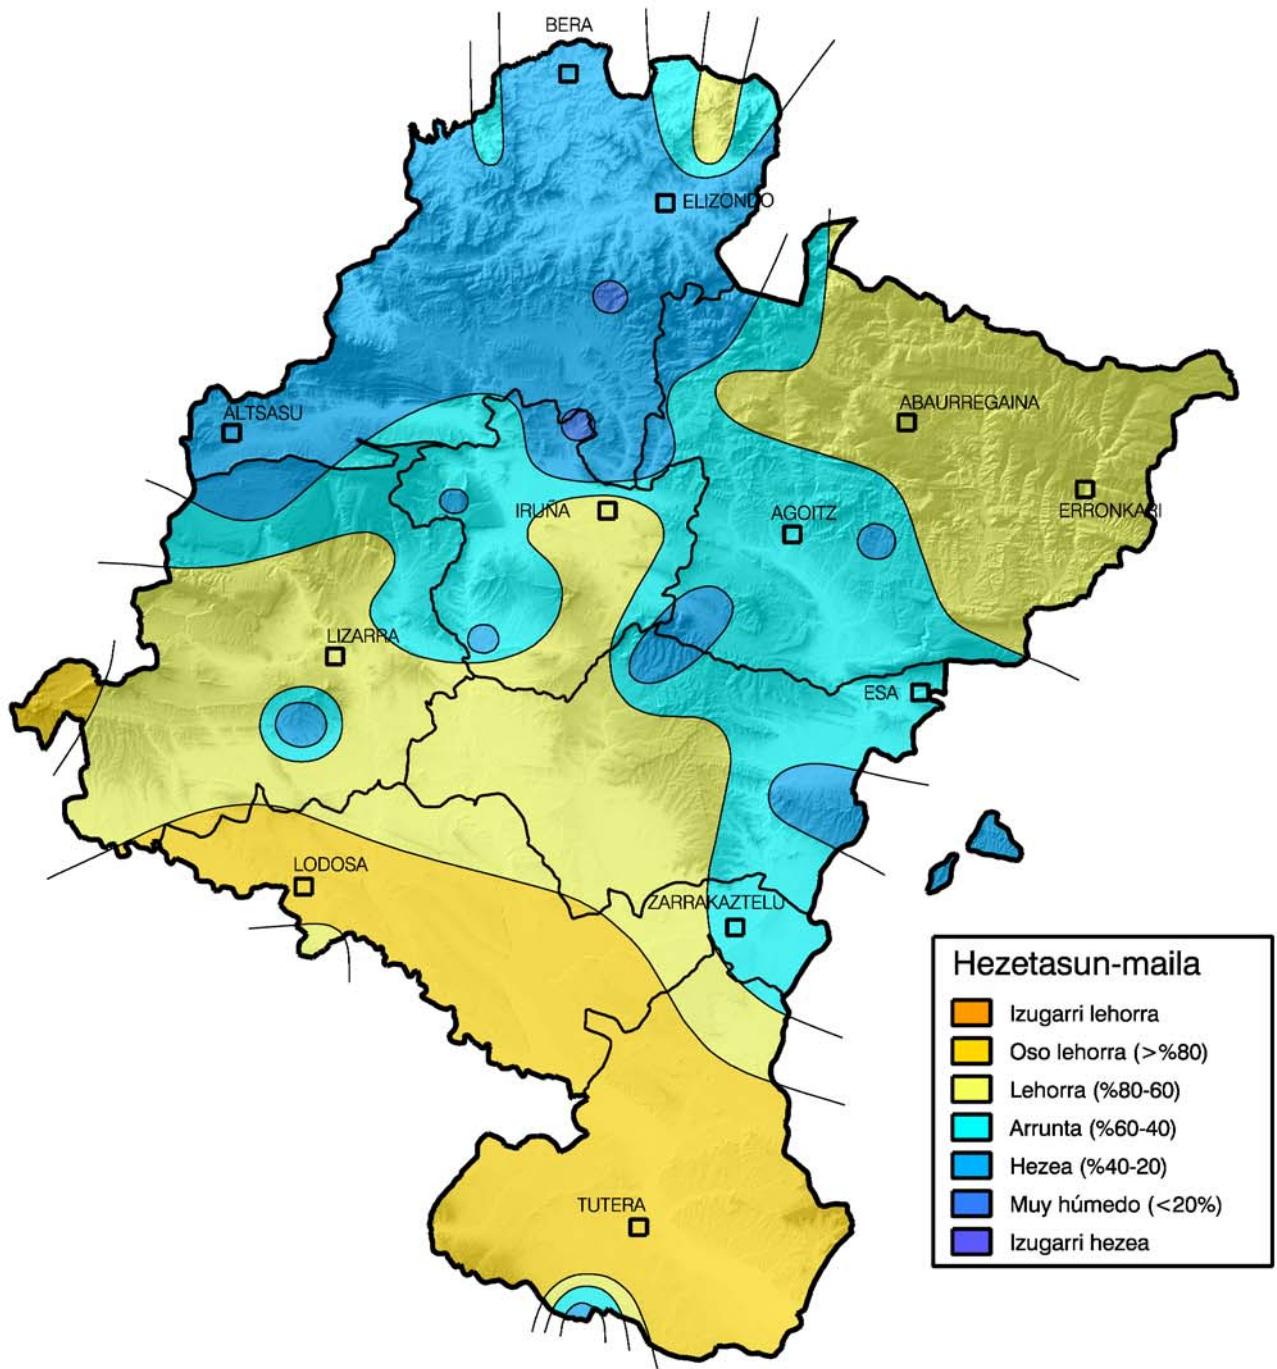 BERA
ELIZONDO
ALTSASU
ABAURREGAINA
ERRONKARI
IRUÑA
AGOITZ
LIZARRA
ESA
LODOSA
ZARRAKAZTELU
TUTERA
Hezetasun-maila
Izugarri lehorra
Oso lehorra (>%80)
Lehorra (%80-60)
Arrunta (%60-40)
Hezea (%40-20)
Muy húmedo (<20%)
Izugarri hezea